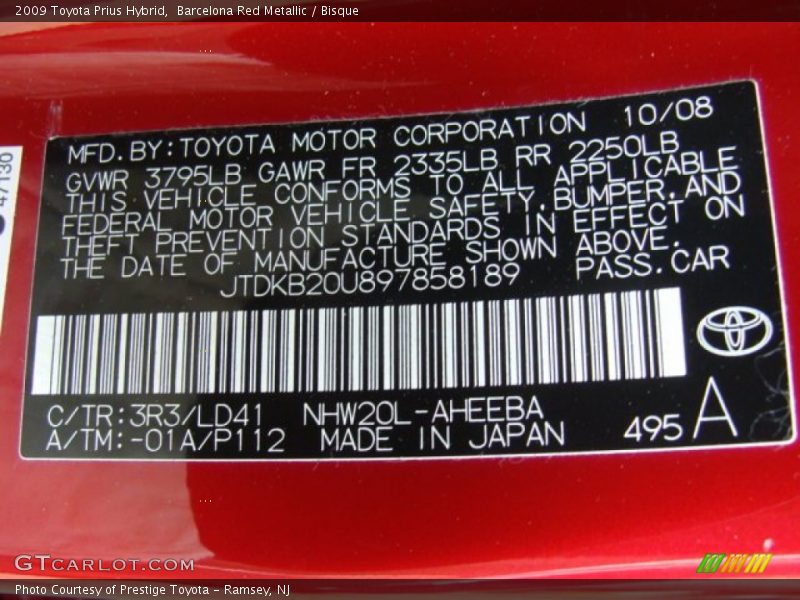 2009 Toyota Prius Hybrid,  Barcelona Red Metallic / Bisque
47130
MFD.BY:TOYOTA MOTOR CORPORATION 10/08
GVWR 3795LB GAWR FR 2335LB RR 2250LB
THIS VEHICLE CONFORMS TO ALL APPLICABLE
FEDERAL MOTOR VEHICLE SAFETY,BUMPER,AND
THEFT PREVENTION STANDARDS IN EFFECT ON
THE DATE OF MANUFACTURE SHOWN ABOVE.
JTDKB20U897858189 PASS.CAR
C/TR:3R3/LD41 NHW20L-AHEEBA
A/TM:-01A/P112 MADE IN JAPAN 495 A
GTCARLOT.COM
Photo Courtesy of Prestige Toyota - Ramsey, NJ